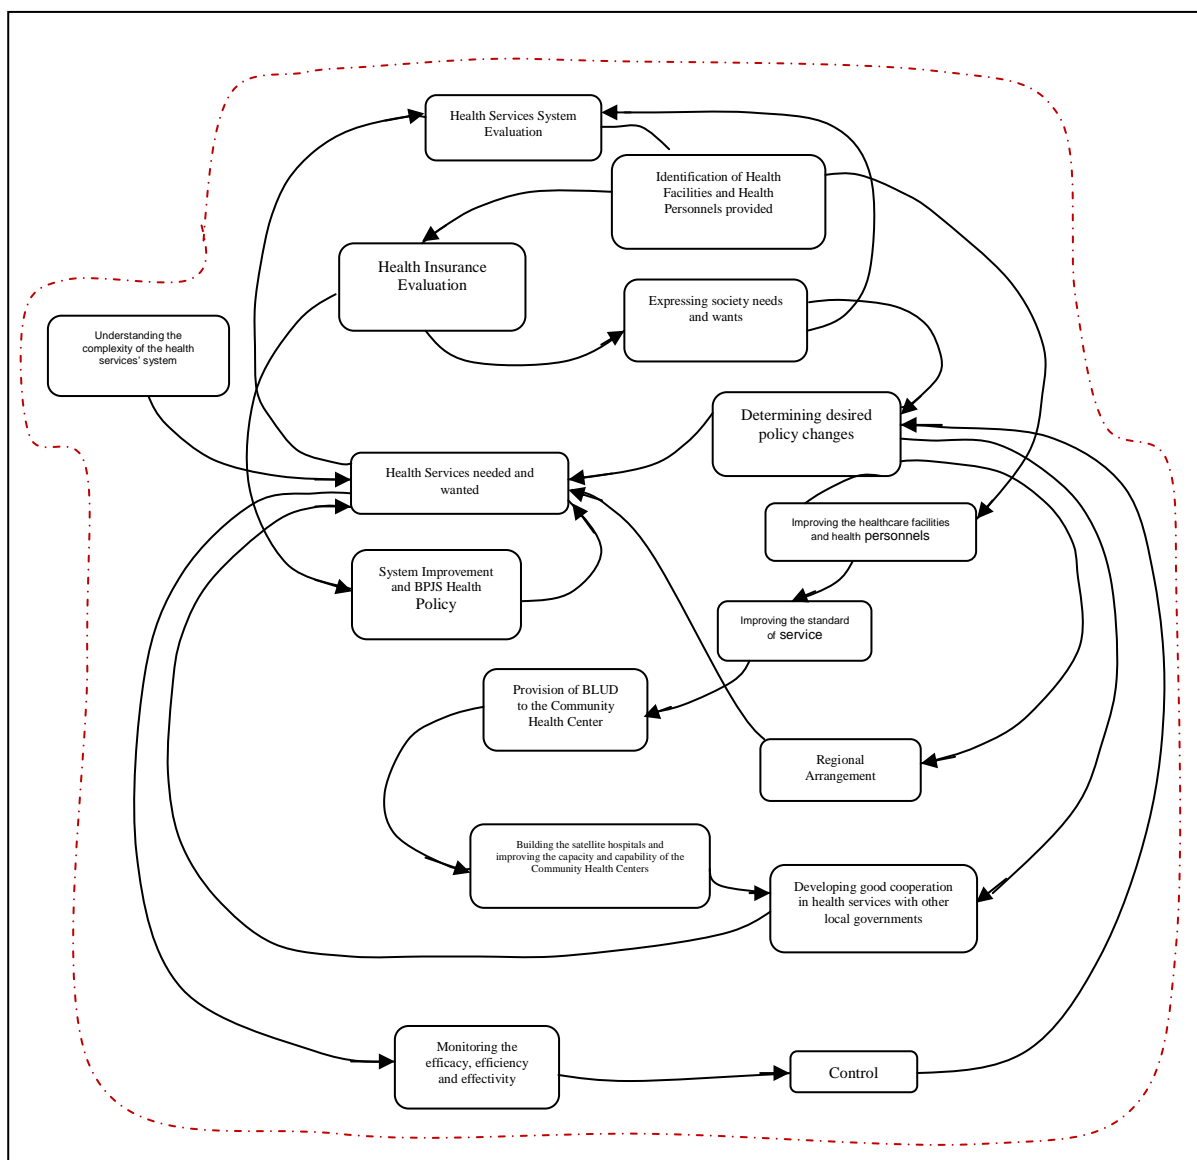 Health Services System
Evaluation
Identification of Health
Facilities and Health
Personnels provided
Health Insurance
Evaluation
Expressing society needs
and wants
Understanding the
complexity of the health
services' system
Determining desired
policy changes
Health Services needed and
wanted
Improving the healthcare facilities
and health personnels
System Improvement
and BPJS Health
Policy
Improving the standard
of service
Provision of BLUD
to the Community
Health Center
Regional
Arrangement
Building the satellite hospitals and
improving the capacity and capability of the
Community Health Centers
Developing good cooperation
in health services with other
local governments
Monitoring the
efficacy, efficiency
and effectivity
Control